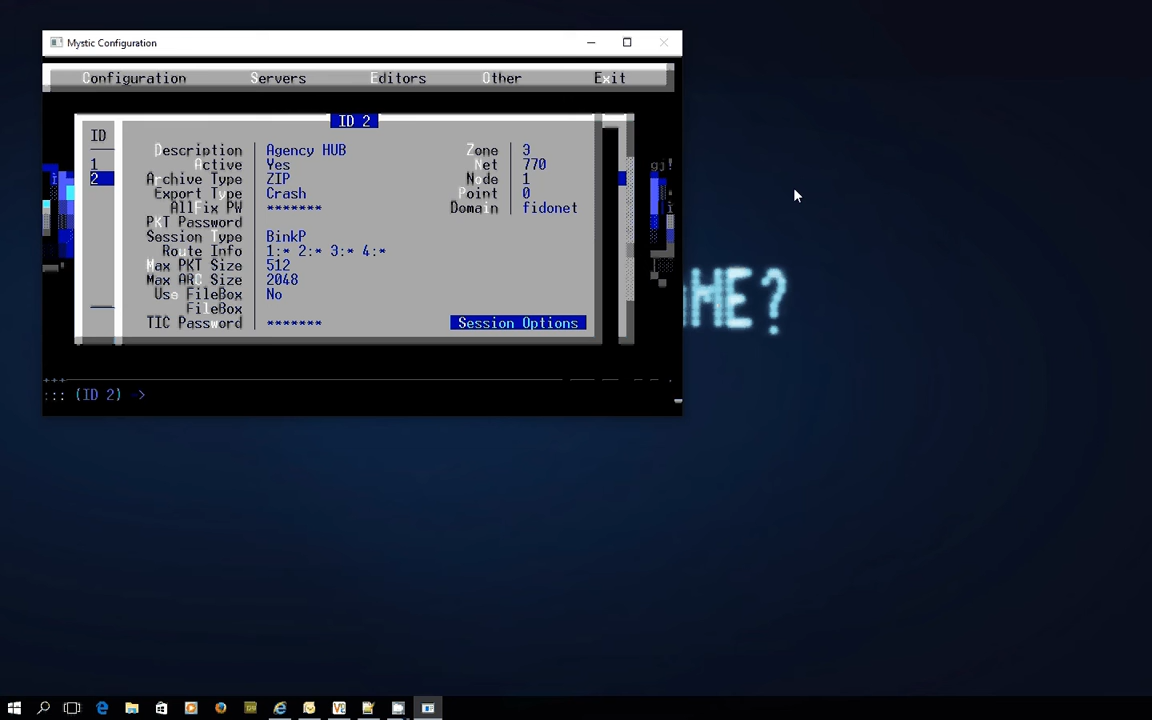 Mystic Configuration
Configuration Servers Editors Other Exit
ID 2
ID
1
2
Description Agency HUB
Active Yes
Archive Type ZIP
Export Type Crash
AllFix PW *******
PKT Password
Session Type BinkP
Route Info 1:* 2:* 3:* 4:*
Max PKT Size 512
Max ARC Size 2048
Use FileBox No
FileBox
TIC Password *******
Zone 3
Net 770
Node 1
Point 0
Domain fidonet
Session Options
gj!
ME?
::: (ID 2) ->